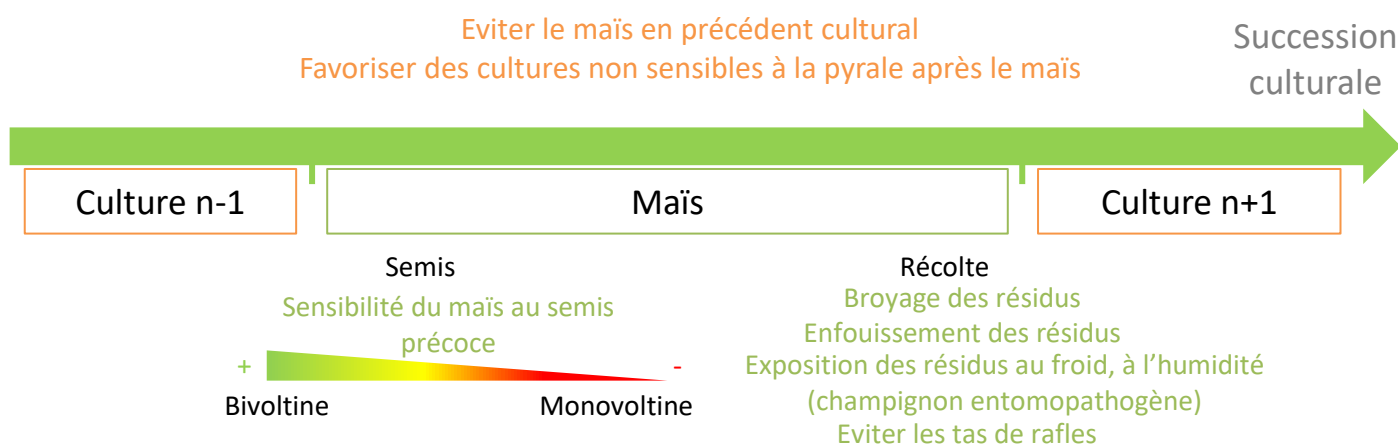 Eviter le maïs en précédent cultural
Favoriser des cultures non sensibles à la pyrale après le maïs
Succession
culturale
Culture n-1
Maïs
Culture n+1
Semis
Sensibilité du maïs au semis
précoce
+
-
Bivoltine
Monovoltine
Récolte
Broyage des résidus
Enfouissement des résidus
Exposition des résidus au froid, à l’humidité
(champignon entomopathogène)
Eviter les tas de rafles